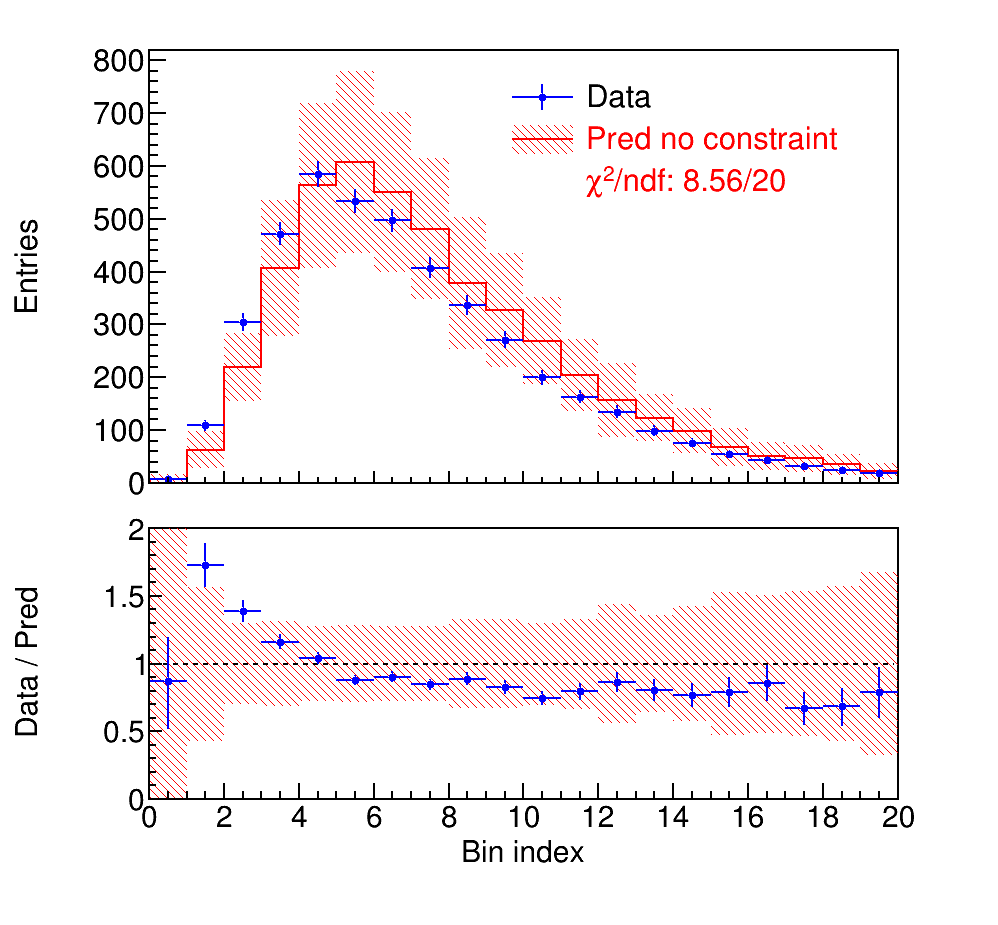 800
700
600
500
400
300
200
100
0
Entries
Data
Pred no constraint
χ²/ndf: 8.56/20
2
1.5
1
0.5
0
Data / Pred
0 2 4 6 8 10 12 14 16 18 20
Bin index